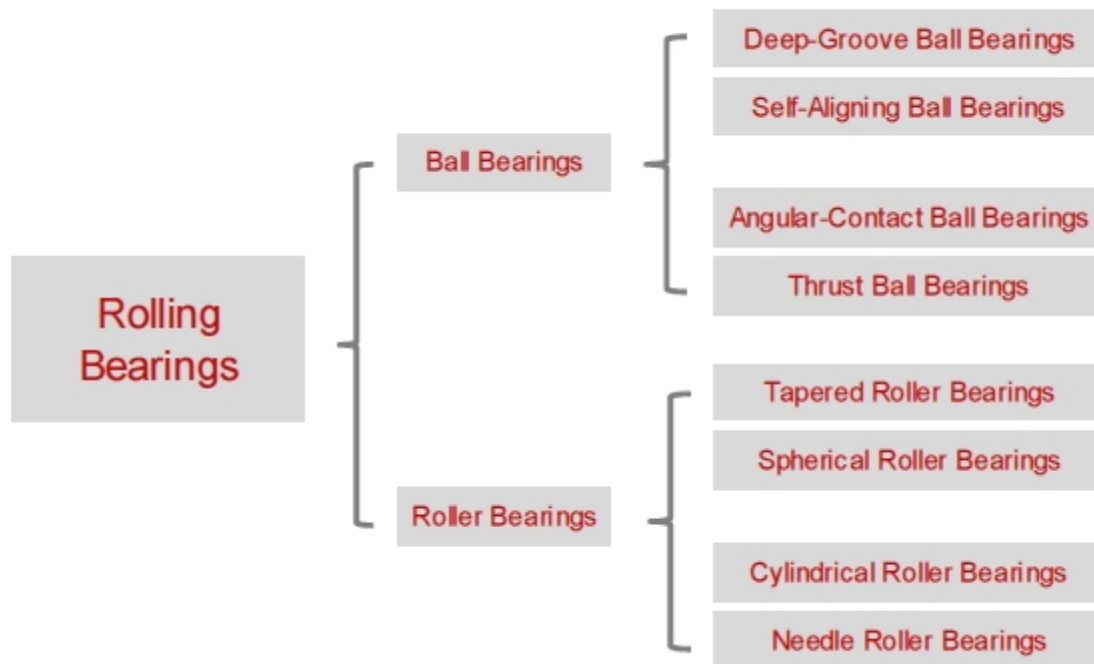 Rolling
Bearings
Ball Bearings
Deep-Groove Ball Bearings
Self-Aligning Ball Bearings
Angular-Contact Ball Bearings
Thrust Ball Bearings
Roller Bearings
Tapered Roller Bearings
Spherical Roller Bearings
Cylindrical Roller Bearings
Needle Roller Bearings